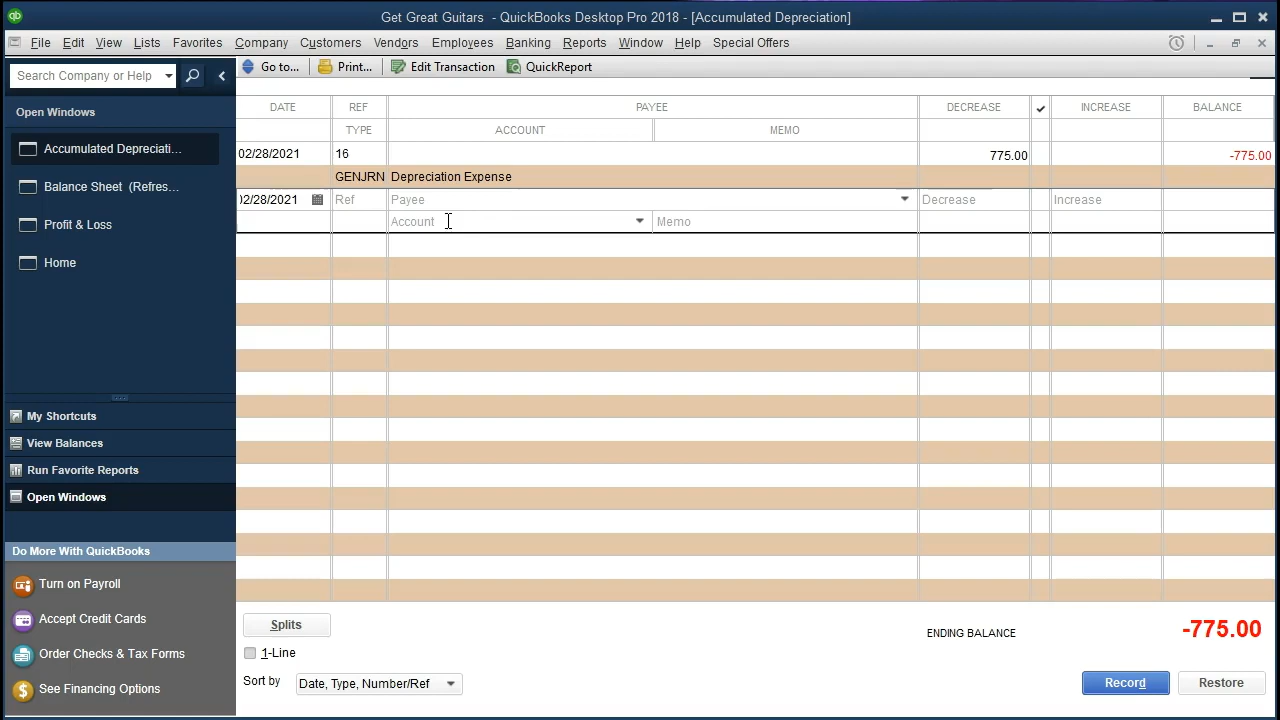 qb
Get Great Guitars - QuickBooks Desktop Pro 2018 - [Accumulated Depreciation]
File Edit View Lists Favorites Company Customers Vendors Employees Banking Reports Window Help Special Offers
Search Company or Help
Go to... Print... Edit Transaction QuickReport
Open Windows
Accumulated Depreciati...
Balance Sheet (Refres...
Profit & Loss
Home
My Shortcuts
View Balances
Run Favorite Reports
Open Windows
Do More With QuickBooks
Turn on Payroll
Accept Credit Cards
Order Checks & Tax Forms
$ See Financing Options
DATE REF PAYEE DECREASE ✓ INCREASE BALANCE
TYPE ACCOUNT MEMO
02/28/2021 16 775.00 -775.00
GENJRN Depreciation Expense
02/28/2021 Ref Payee Decrease Increase
Account Memo
Splits
ENDING BALANCE -775.00
1-Line
Sort by Date, Type, Number/Ref
Record Restore